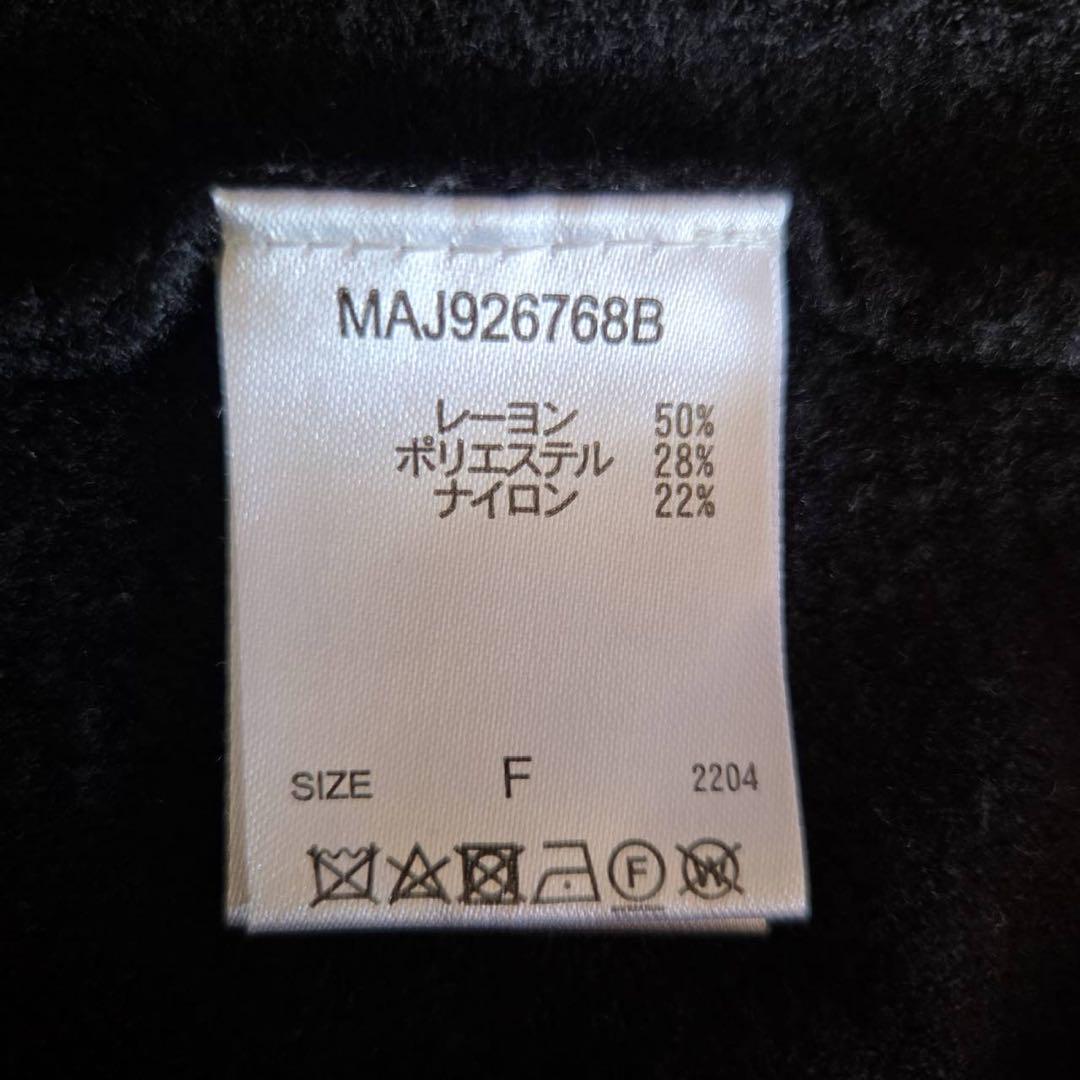 MAJ926768B
レーヨン 50%
ポリエステル 28%
ナイロン 22%
SIZE F 2204
F W